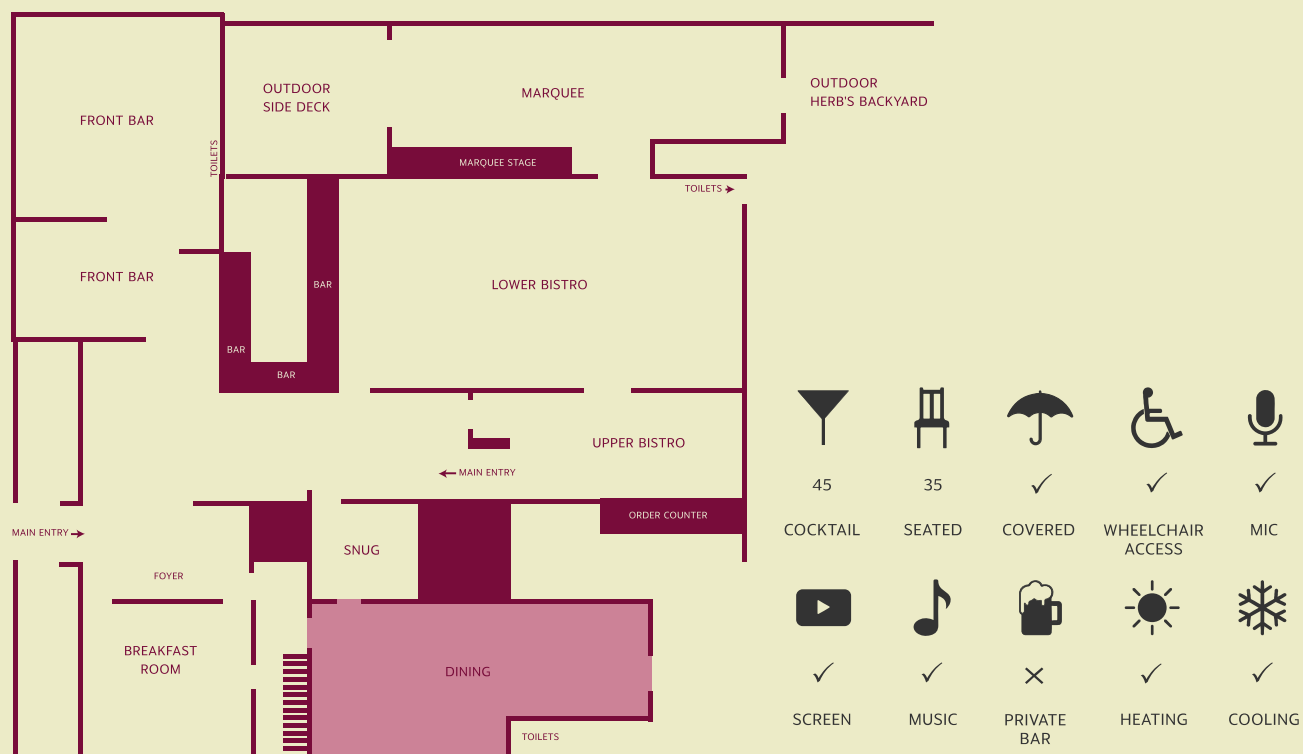 OUTDOOR
SIDE DECK
MARQUEE
OUTDOOR
HERB'S BACKYARD
FRONT BAR
TOILETS
MARQUEE STAGE
TOILETS
FRONT BAR
BAR
LOWER BISTRO
BAR
BAR
UPPER BISTRO
MAIN ENTRY
ORDER COUNTER
MAIN ENTRY
SNUG
FOYER
BREAKFAST
ROOM
DINING
TOILETS
45
35
COCKTAIL
SEATED
COVERED
WHEELCHAIR
ACCESS
MIC
SCREEN
MUSIC
PRIVATE
BAR
HEATING
COOLING